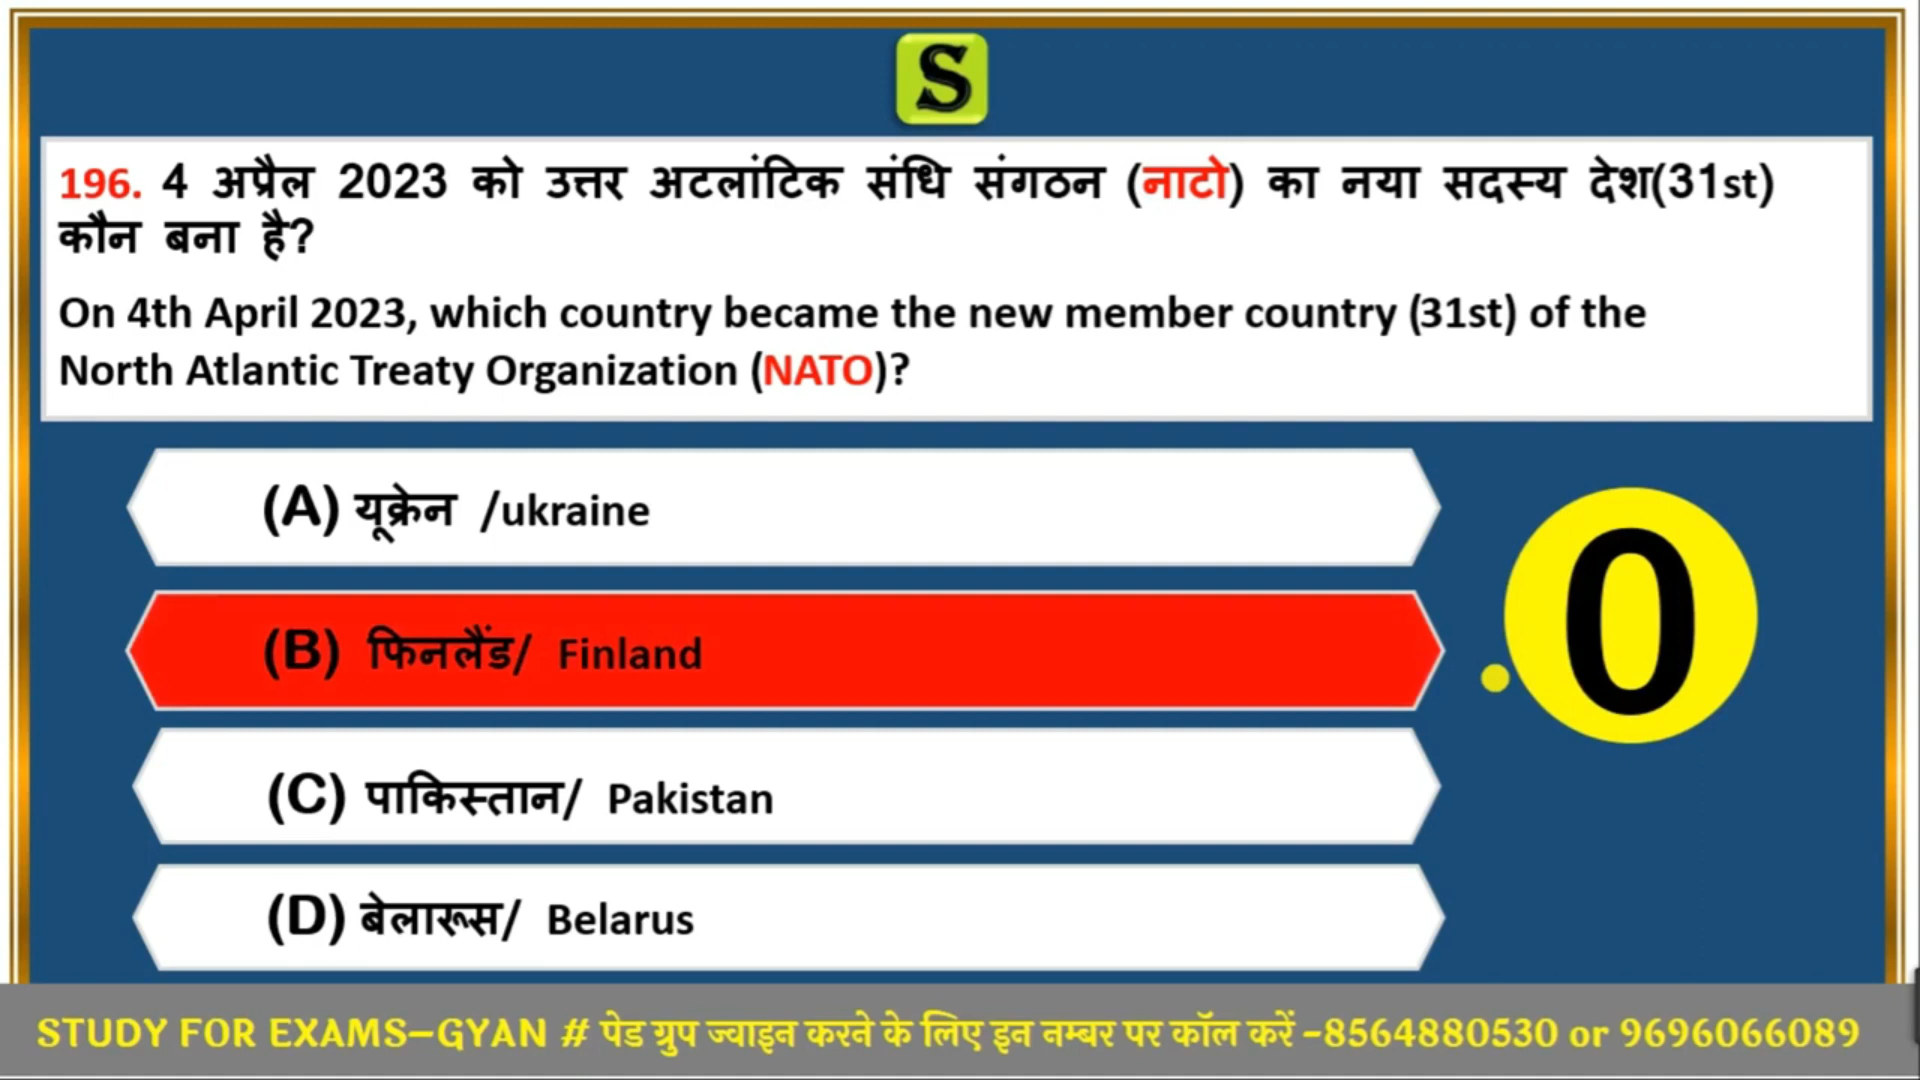 S
196. 4 अप्रैल 2023 को उत्तर अटलांटिक संधि संगठन (नाटो) का नया सदस्य देश(31st)
कौन बना है?
On 4th April 2023, which country became the new member country (31st) of the
North Atlantic Treaty Organization (NATO)?
(A) यूक्रेन /ukraine
(B) फिनलैंड/ Finland
0
(C) पाकिस्तान/ Pakistan
(D) बेलारूस/ Belarus
STUDY FOR EXAMS–GYAN # पेड ग्रुप ज्वाइन करने के लिए इन नम्बर पर कॉल करें –8564880530 or 9696066089